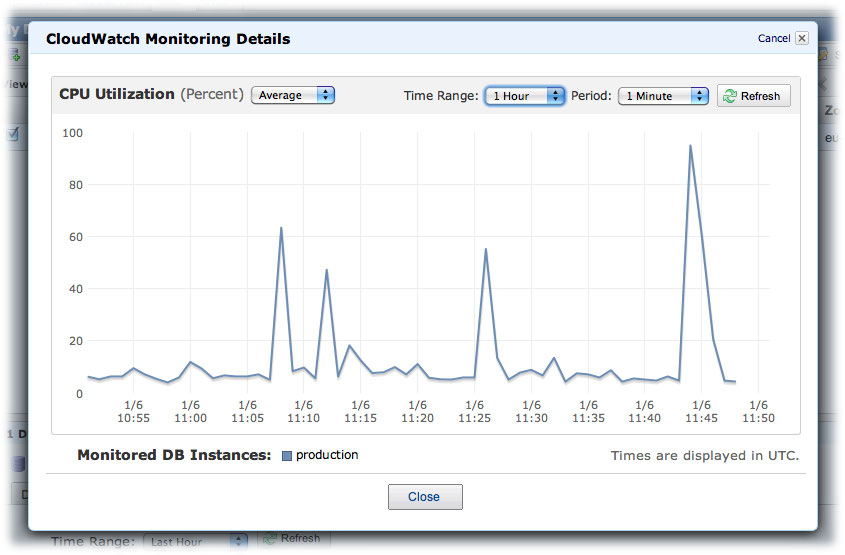 CloudWatch Monitoring Details
Cancel
CPU Utilization (Percent) Average Time Range: 1 Hour Period: 1 Minute Refresh
100
80
60
40
20
0
1/6 1/6 1/6 1/6 1/6 1/6 1/6 1/6 1/6 1/6 1/6 1/6
10:55 11:00 11:05 11:10 11:15 11:20 11:25 11:30 11:35 11:40 11:45 11:50
Monitored DB Instances: production
Times are displayed in UTC.
Close
Time Range: Last Hour Refresh